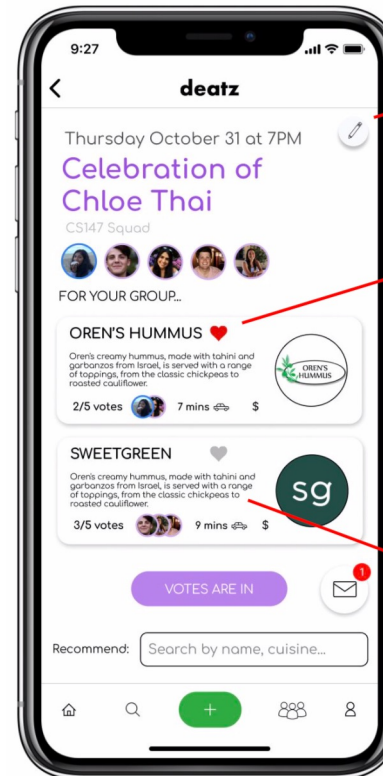 9:27
deatz
Thursday October 31 at 7PM
Celebration of
Chloe Thai
CS147 Squad
FOR YOUR GROUP...
OREN'S HUMMUS
Oren's creamy hummus, made with tahini and
garbanzos from Israel, is served with a range
of toppings, from the classic chickpeas to
roasted cauliflower.
2/5 votes 7 mins $
OREN'S
HUMMUS
SWEETGREEN
Oren's creamy hummus, made with tahini and
garbanzos from Israel, is served with a range
of toppings, from the classic chickpeas to
roasted cauliflower.
3/5 votes 9 mins $
sg
VOTES ARE IN
1
Recommend: Search by name, cuisine...
+